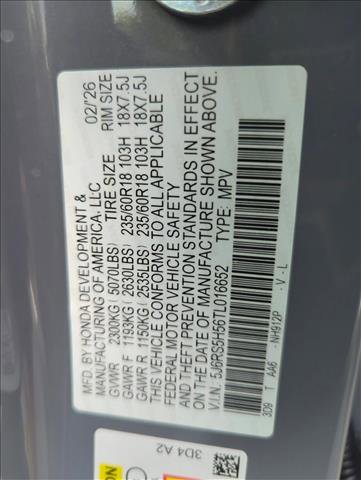 MFD. BY HONDA DEVELOPMENT & 02/'26
MANUFACTURING OF AMERICA, LLC
TIRE SIZE RIM SIZE
GVWR 2300KG ( 5070LBS)
GAWR F 1193KG ( 2630LBS) 235/60R18 103H 18X7.5J
GAWR R 1150KG ( 2535LBS) 235/60R18 103H 18X7.5J
THIS VEHICLE CONFORMS TO ALL APPLICABLE
FEDERAL MOTOR VEHICLE SAFETY
AND THEFT PREVENTION STANDARDS IN EFFECT
ON THE DATE OF MANUFACTURE SHOWN ABOVE.
V.I.N. 5J6RS5H56TL016652 TYPE: MPV
3D9 T AA6 NH912P - V - L
3D4 A2